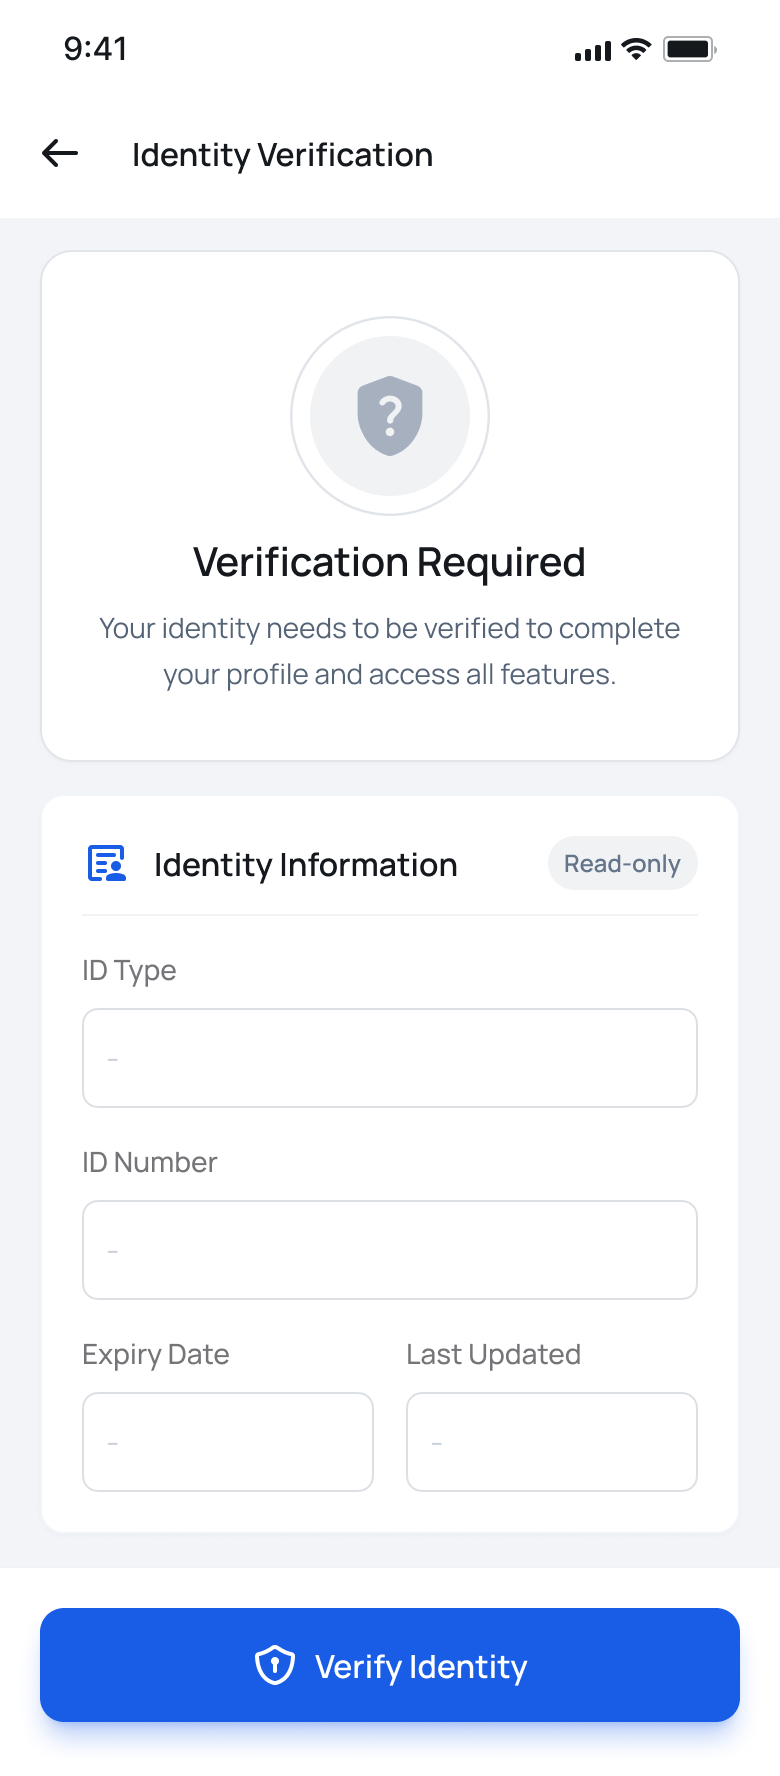 9:41
Identity Verification
?
Verification Required
Your identity needs to be verified to complete
your profile and access all features.
Identity Information
Read-only
ID Type
-
ID Number
-
Expiry Date
Last Updated
-
-
Verify Identity